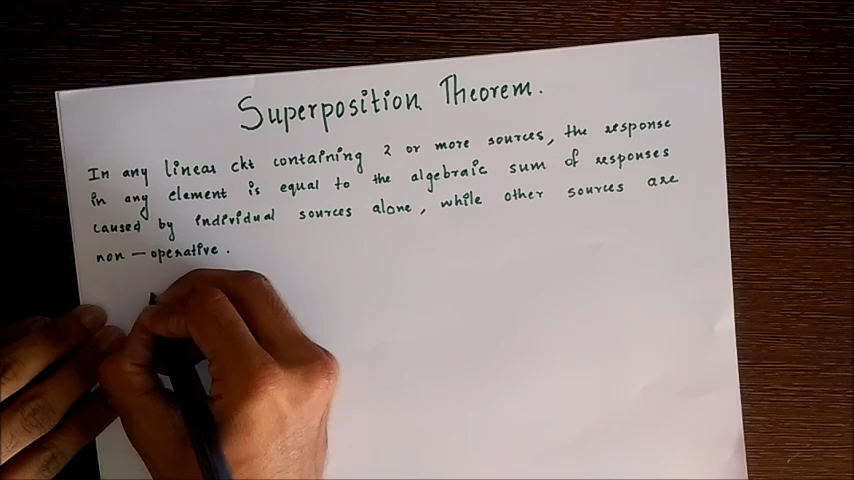 Superposition Theorem.
In any linear ckt containing 2 or more sources, the response
in any element is equal to the algebraic sum of responses
caused by individual sources alone, while other sources are
non-operative.